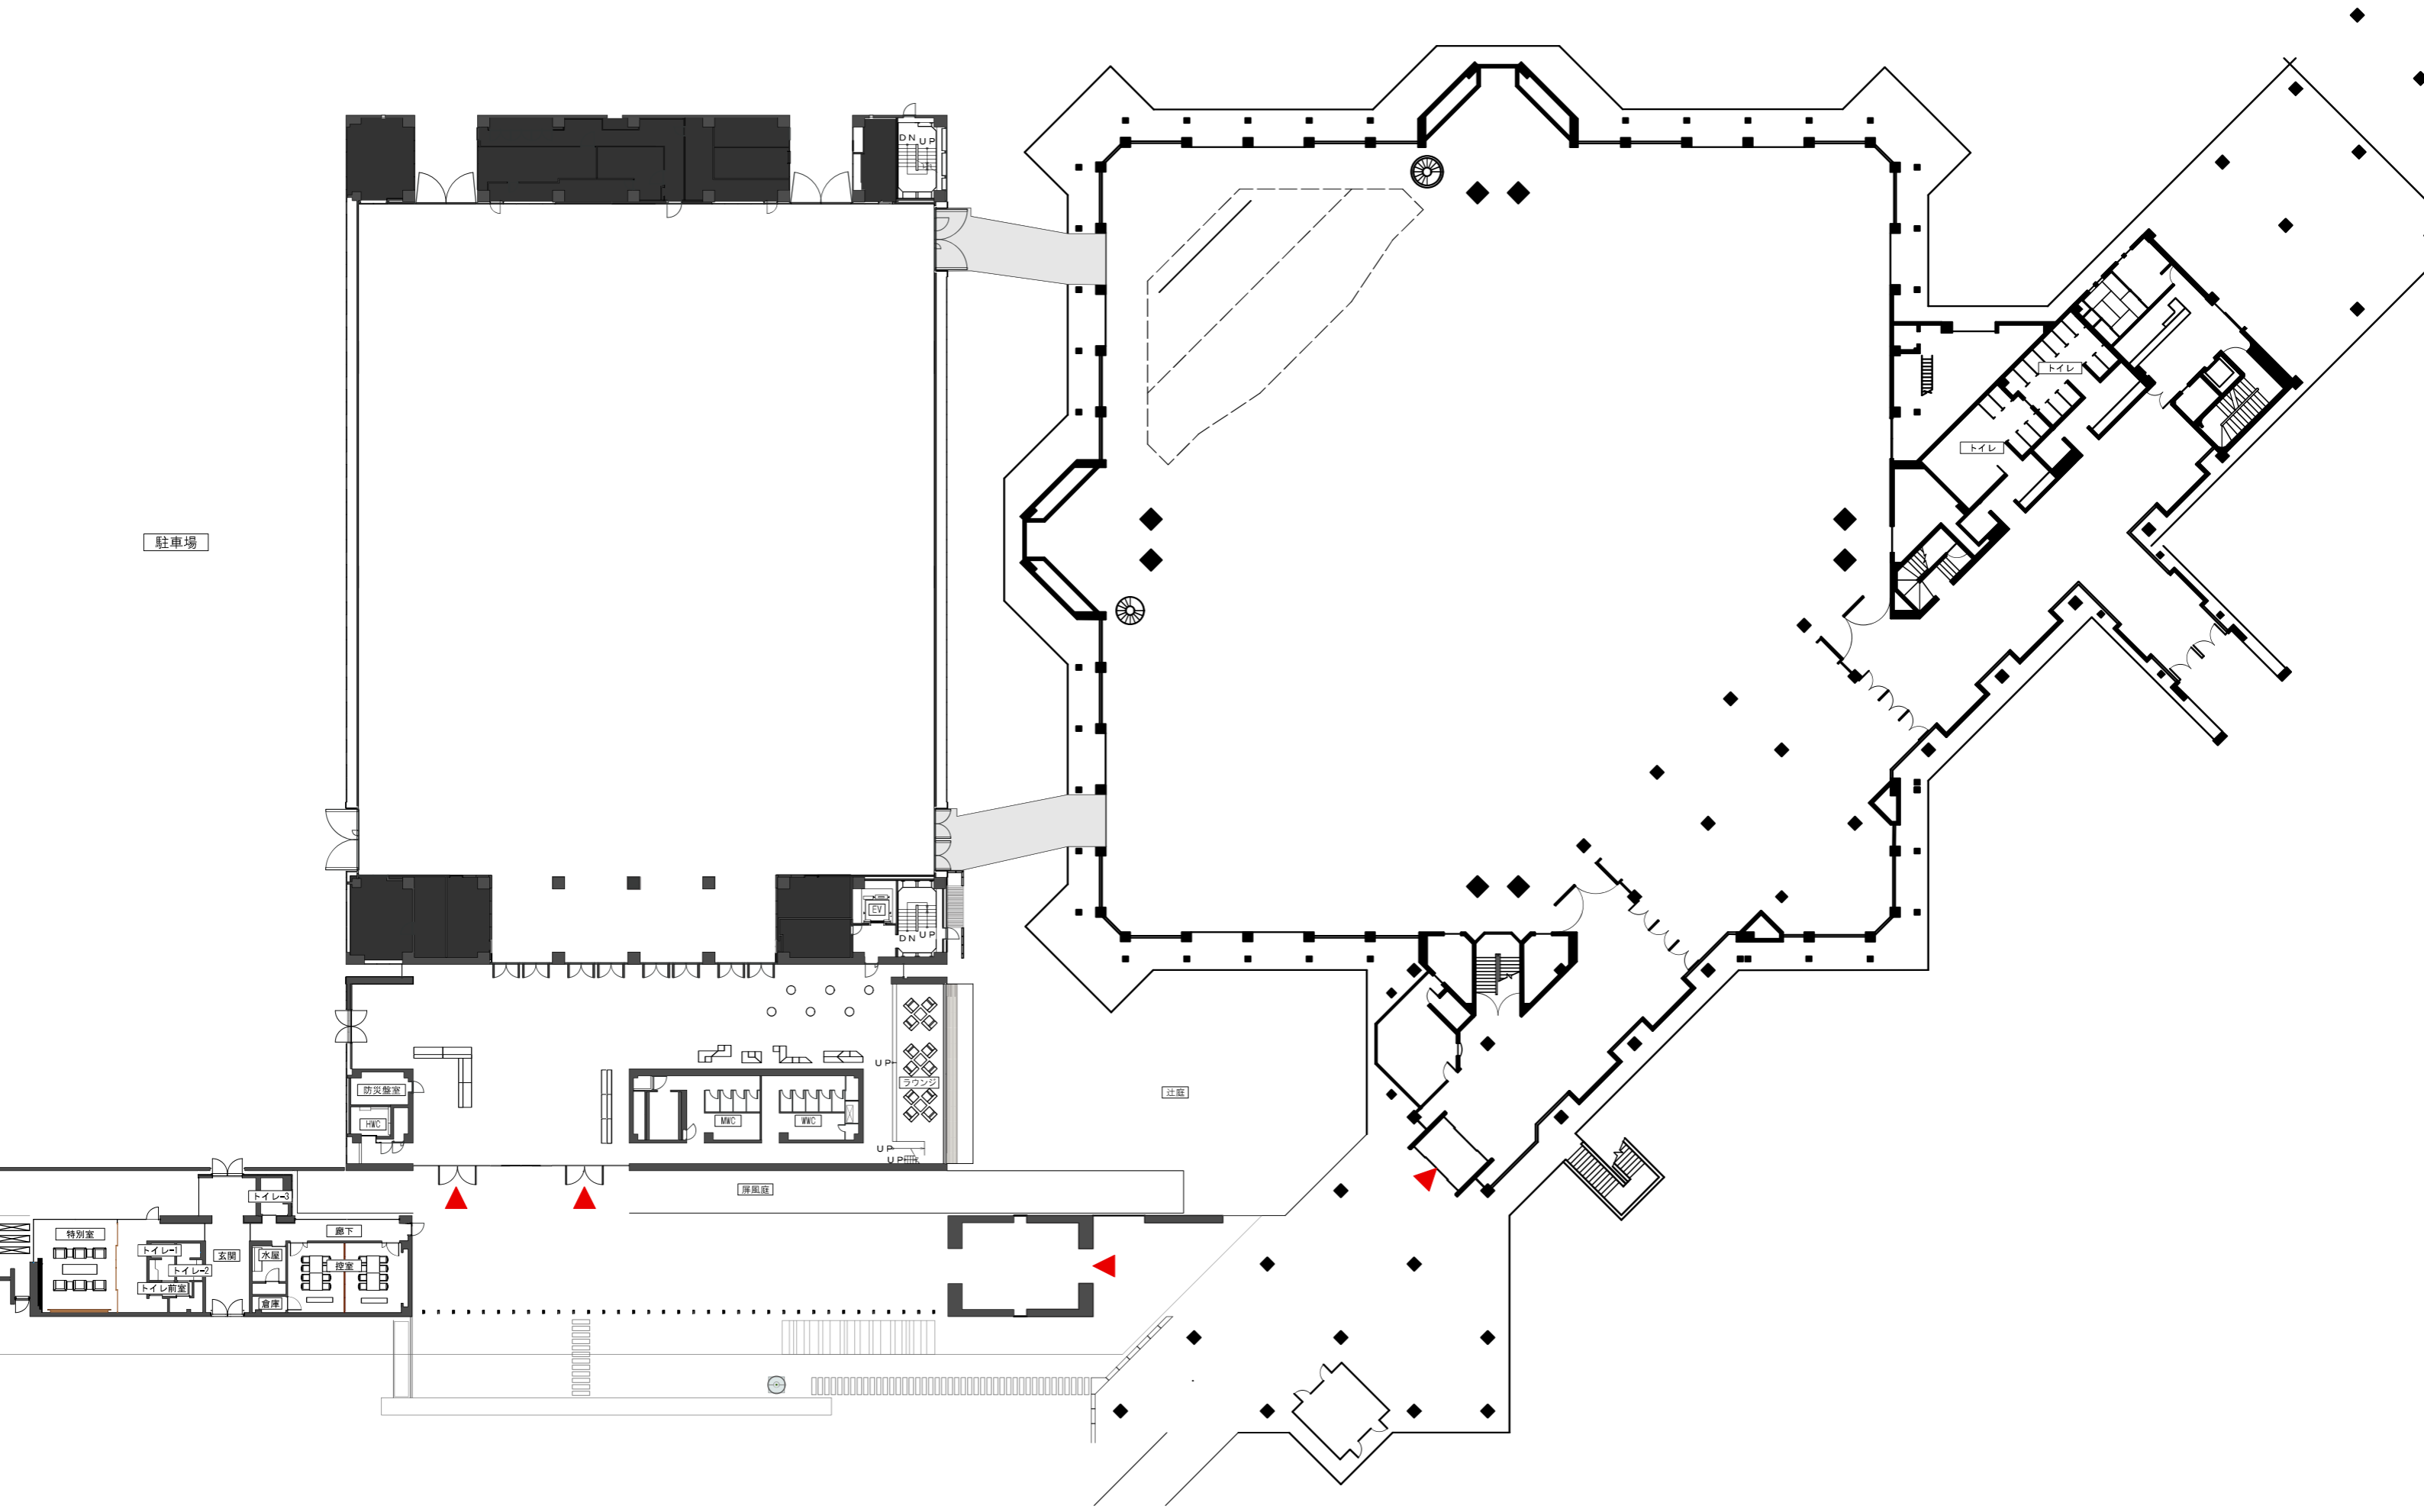 DN
UP
トイレ
トイレ
駐車場
EV
DN
UP
UP
ラウンジ
防災盤室
HWC
MWC
WWC
辻庭
UP
UP
屏風庭
トイレ-3
特別室
廊下
トイレ-1
玄関
水屋
トイレ-2
控室
トイレ前室
倉庫